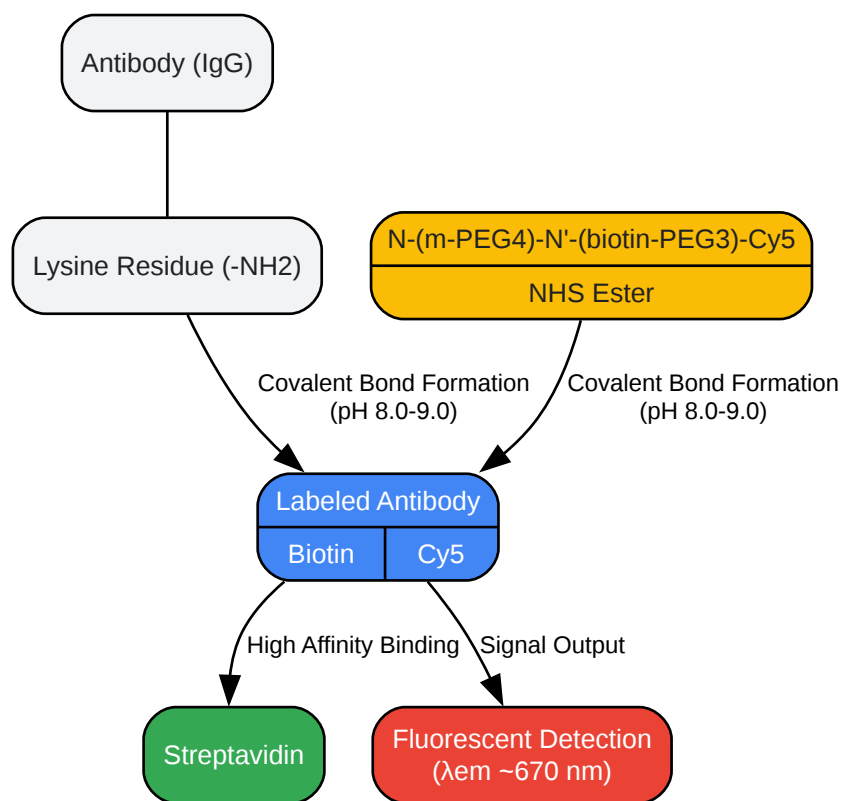 Antibody (IgG)
Lysine Residue (-NH2)
N-(m-PEG4)-N'-(biotin-PEG3)-Cy5
NHS Ester
Covalent Bond Formation
(pH 8.0-9.0)
Covalent Bond Formation
(pH 8.0-9.0)
Labeled Antibody
Biotin
Cy5
High Affinity Binding
Signal Output
Streptavidin
Fluorescent Detection
(λem ~670 nm)